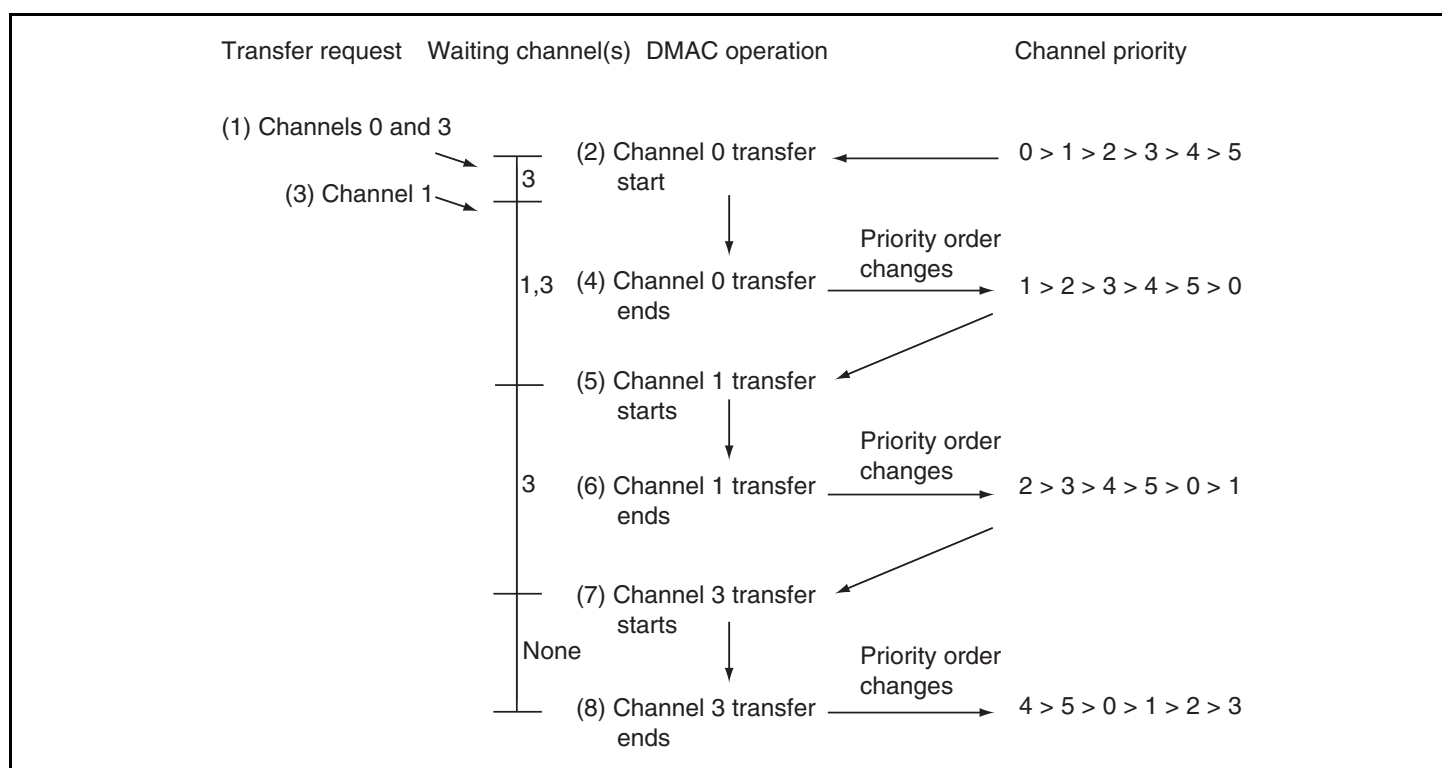 Transfer request Waiting channel(s) DMAC operation Channel priority
(1) Channels 0 and 3
(2) Channel 0 transfer
start
0 > 1 > 2 > 3 > 4 > 5
3
(3) Channel 1
Priority order
changes
1,3
(4) Channel 0 transfer
ends
1 > 2 > 3 > 4 > 5 > 0
(5) Channel 1 transfer
starts
Priority order
changes
3
(6) Channel 1 transfer
ends
2 > 3 > 4 > 5 > 0 > 1
(7) Channel 3 transfer
starts
None
Priority order
changes
(8) Channel 3 transfer
ends
4 > 5 > 0 > 1 > 2 > 3